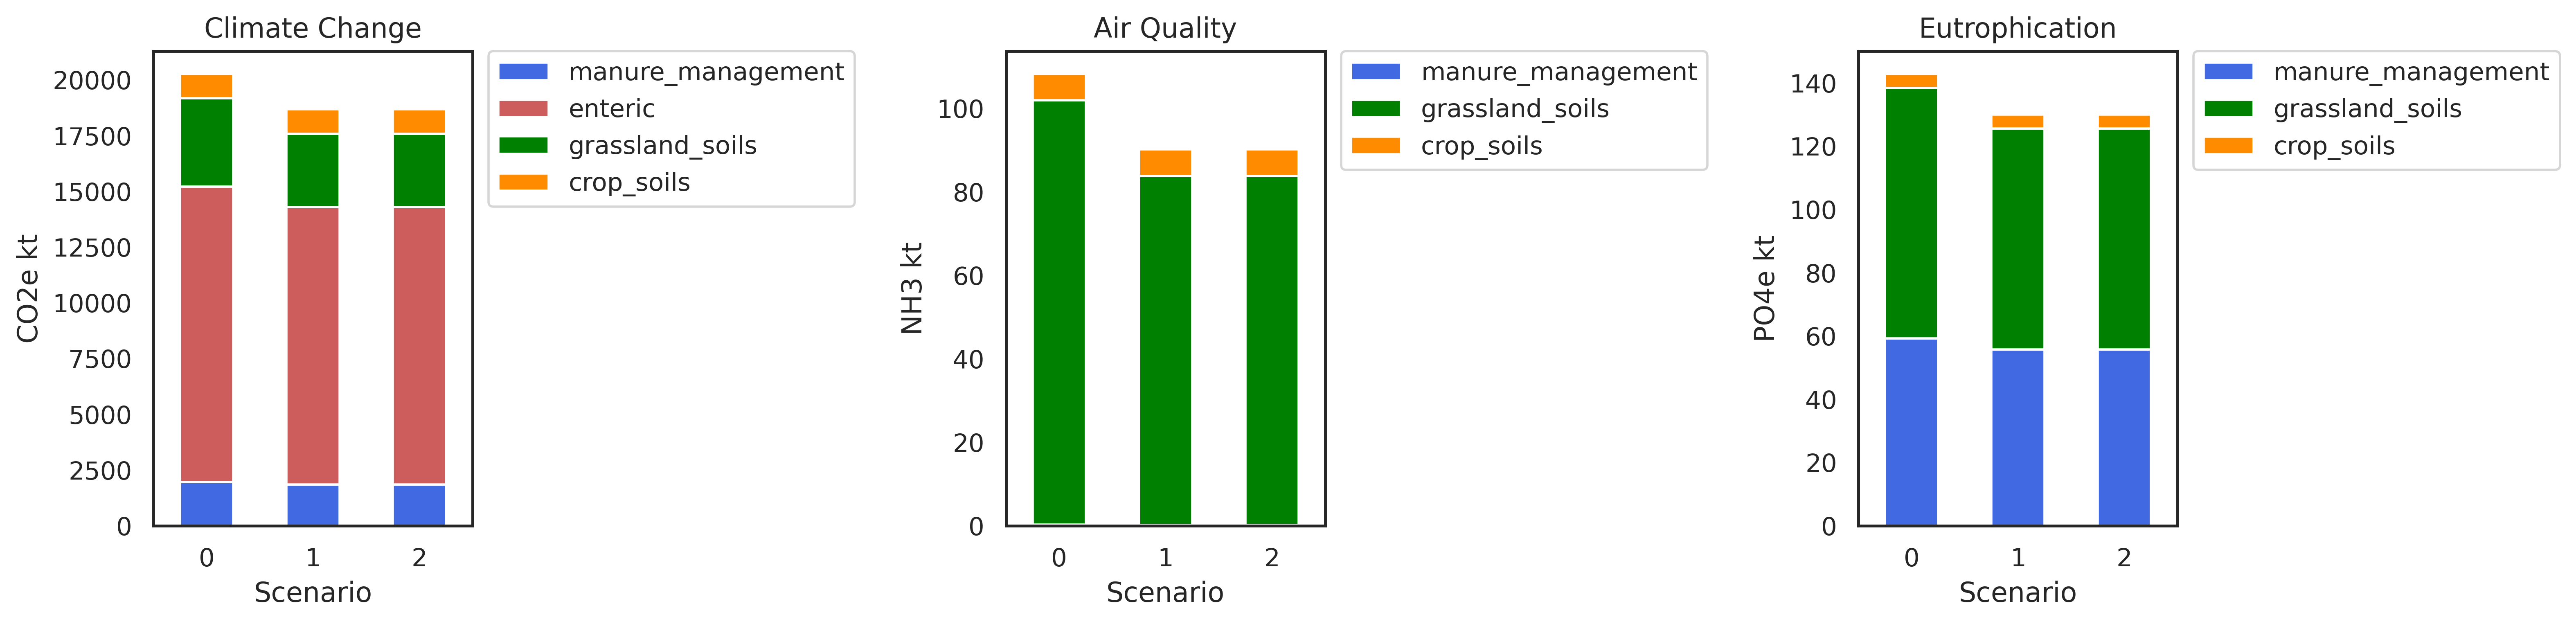 Climate Change
CO2e kt
20000
17500
15000
12500
10000
7500
5000
2500
0
0 1 2
Scenario
manure_management
enteric
grassland_soils
crop_soils
Air Quality
NH3 kt
100
80
60
40
20
0
0 1 2
Scenario
manure_management
grassland_soils
crop_soils
Eutrophication
PO4e kt
140
120
100
80
60
40
20
0
0 1 2
Scenario
manure_management
grassland_soils
crop_soils